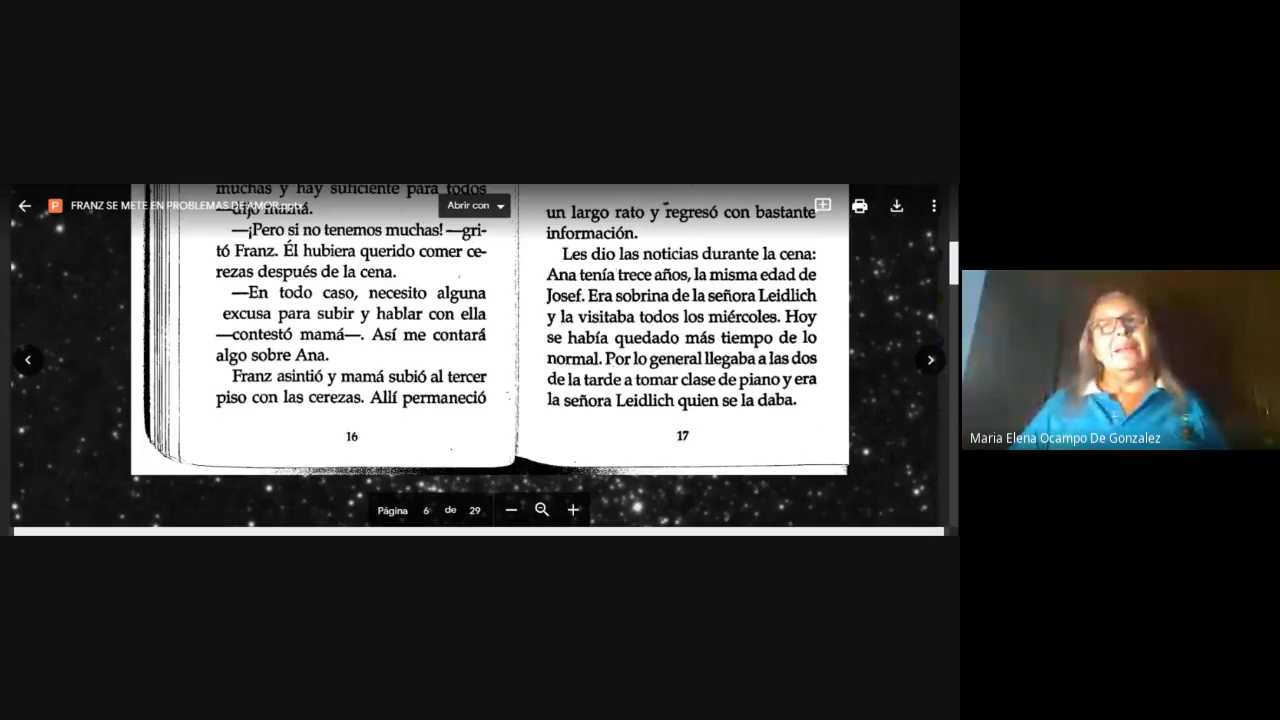 FRANZ SE METE EN PROBLEMAS DE AMOR.pptx
Abrir con
muchas y hay suficiente para todos
—dijo mamá.
—¡Pero si no tenemos muchas! —gri-
tó Franz. Él hubiera querido comer ce-
rezas después de la cena.
—En todo caso, necesito alguna
excusa para subir y hablar con ella
—contestó mamá—. Así me contará
algo sobre Ana.
Franz asintió y mamá subió al tercer
piso con las cerezas. Allí permaneció
16
un largo rato y regresó con bastante
información.
Les dio las noticias durante la cena:
Ana tenía trece años, la misma edad de
Josef. Era sobrina de la señora Leidlich
y la visitaba todos los miércoles. Hoy
se había quedado más tiempo de lo
normal. Por lo general llegaba a las dos
de la tarde a tomar clase de piano y era
la señora Leidlich quien se la daba.
17
Página 6 de 29
Maria Elena Ocampo De Gonzalez